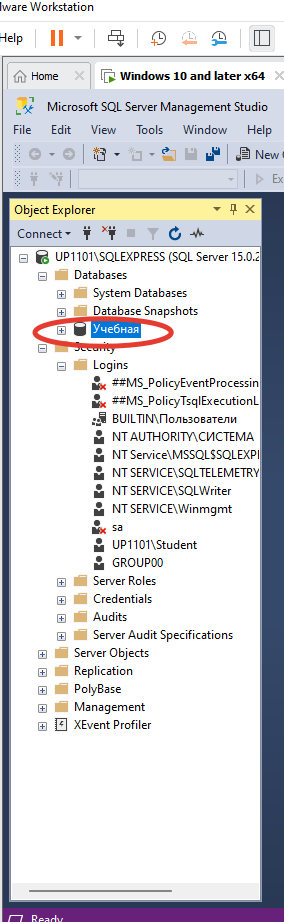 lware Workstation
Help
Home
Windows 10 and later x64
Microsoft SQL Server Management Studio
File Edit View Tools Window Help
New
Ex
Object Explorer
Connect
UP1101\SQLEXPRESS (SQL Server 15.0.2
Databases
System Databases
Database Snapshots
Учебная
Security
Logins
##MS_PolicyEventProcessin
##MS_PolicyTsqlExecutionL
BUILTIN\Пользователи
NT AUTHORITY\СИСТЕМА
NT Service\MSSQL$SQLEXPI
NT SERVICE\SQLTELEMETRY
NT SERVICE\SQLWriter
NT SERVICE\Winmgmt
sa
UP1101\Student
GROUP00
Server Roles
Credentials
Audits
Server Audit Specifications
Server Objects
Replication
PolyBase
Management
XEvent Profiler
Ready